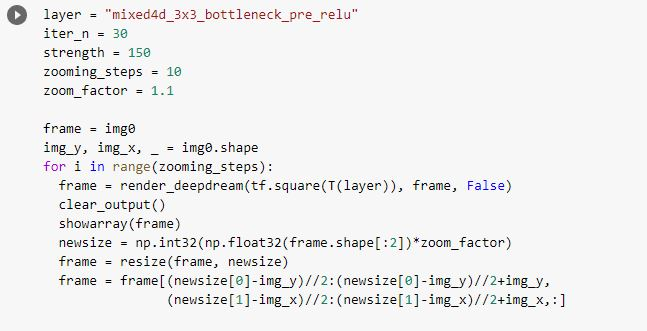 layer = "mixed4d_3x3_bottleneck_pre_relu"
iter_n = 30
strength = 150
zooming_steps = 10
zoom_factor = 1.1

frame = img0
img_y, img_x, _ = img0.shape
for i in range(zooming_steps):
  frame = render_deepdream(tf.square(T(layer)), frame, False)
  clear_output()
  showarray(frame)
  newsize = np.int32(np.float32(frame.shape[:2])*zoom_factor)
  frame = resize(frame, newsize)
  frame = frame[(newsize[0]-img_y)//2:(newsize[0]-img_y)//2+img_y,
                (newsize[1]-img_x)//2:(newsize[1]-img_x)//2+img_x,:]